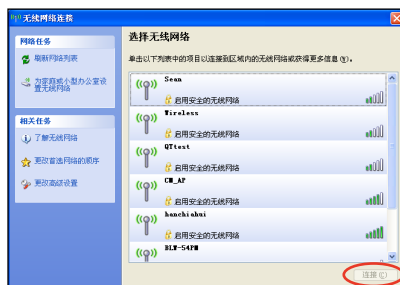 无线网络连接
网络任务
刷新网络列表
为家庭或小型办公室设
置无线网络
相关任务
了解无线网络
更改首选网络的顺序
更改高级设置
选择无线网络
单击以下列表中的项目以连接到区域内的无线网络或获得更多信息(W)。
Sean
启用安全的无线网络
Wireless
启用安全的无线网络
QTtest
启用安全的无线网络
CW_AP
启用安全的无线网络
hanchiahui
启用安全的无线网络
BLW-54PM
连接(C)